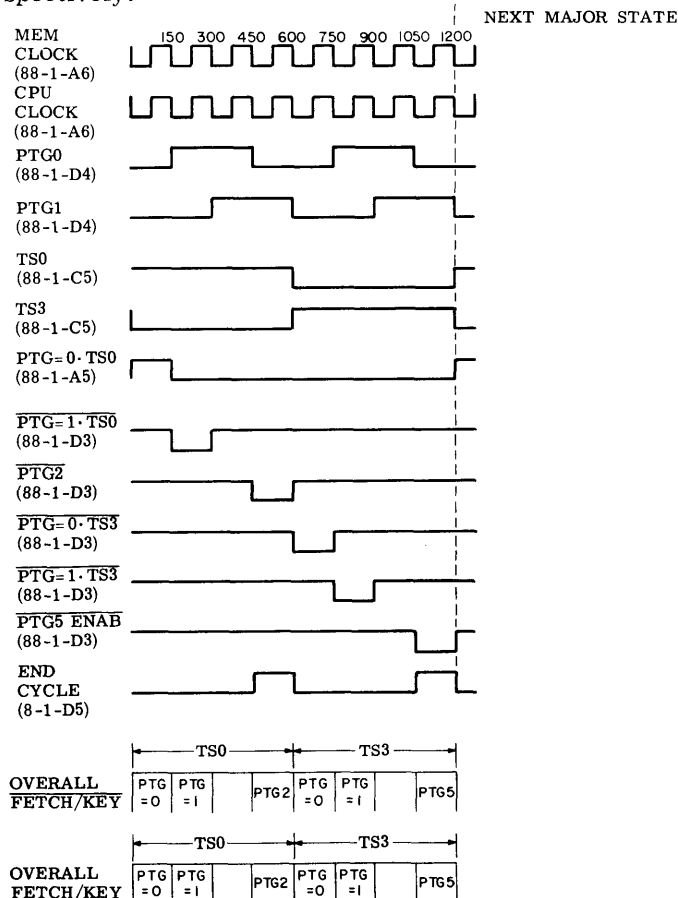 spectively.
NEXT MAJOR STATE
MEM
CLOCK
(88-1-A6)
150 300 450 600 750 900 1050 1200
CPU
CLOCK
(88-1-A6)
PTG0
(88-1-D4)
PTG1
(88-1-D4)
TS0
(88-1-C5)
TS3
(88-1-C5)
PTG=0·TS0
(88-1-A5)
PTG=1·TS0
(88-1-D3)
PTG2
(88-1-D3)
PTG=0·TS3
(88-1-D3)
PTG=1·TS3
(88-1-D3)
PTG5 ENAB
(88-1-D3)
END
CYCLE
(8-1-D5)
TS0 TS3
OVERALL
FETCH/KEY
PTG =0 PTG =1 PTG2 PTG =0 PTG =1 PTG5
TS0 TS3
OVERALL
FETCH/KEY
PTG =0 PTG =1 PTG2 PTG =0 PTG =1 PTG5